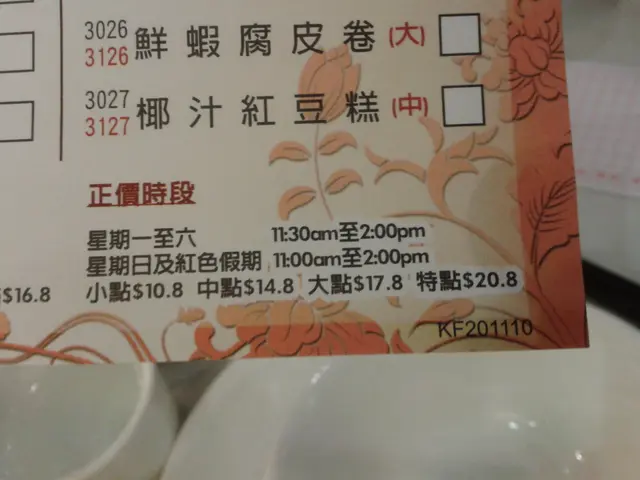 3026
3126 鮮蝦腐皮卷(大)
3027
3127 椰汁紅豆糕(中)
正價時段
星期一至六 11:30am至2:00pm
星期日及紅色假期 11:00am至2:00pm
$16.8 小點$10.8 中點$14.8 大點$17.8 特點$20.8
KF201110